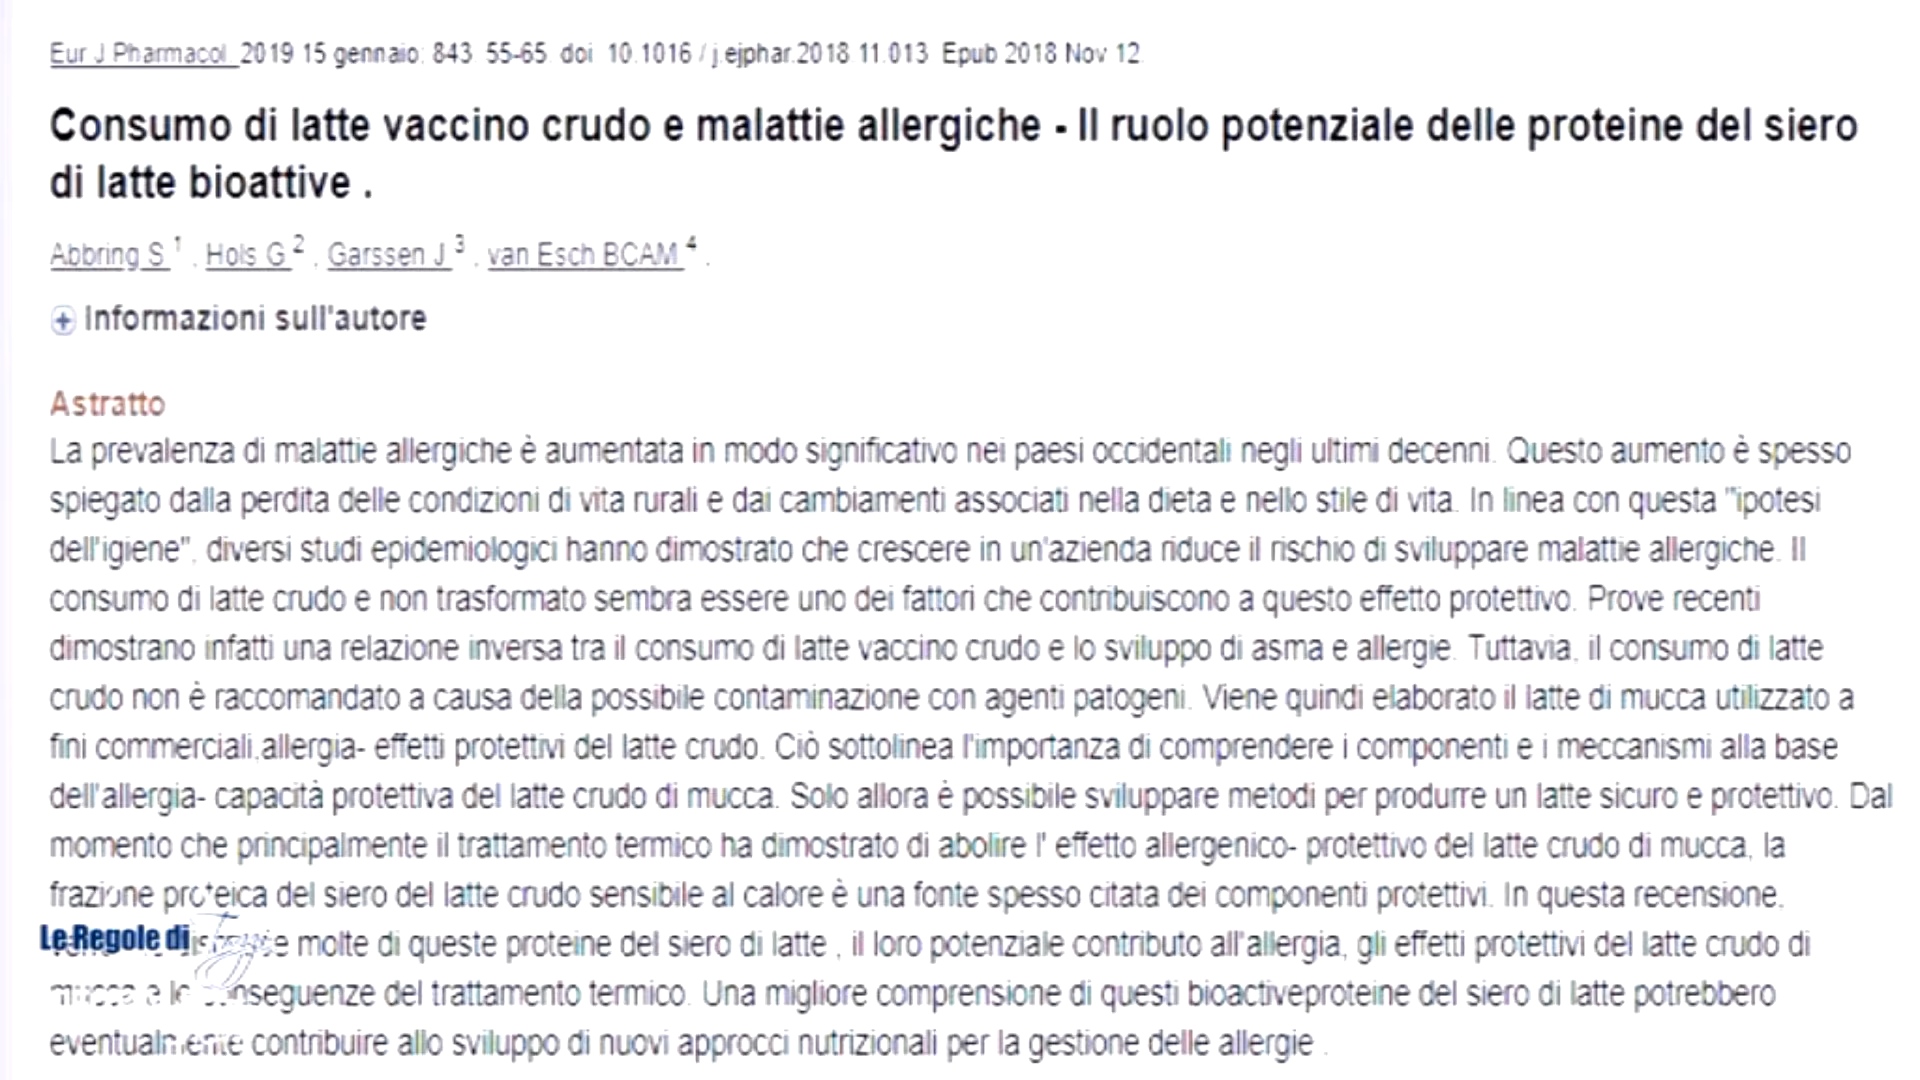 Eur J Pharmacol. 2019 15 gennaio; 843 55-65. doi 10.1016 / j.ejphar.2018 11.013 Epub 2018 Nov 12.
Consumo di latte vaccino crudo e malattie allergiche - Il ruolo potenziale delle proteine del siero
di latte bioattive .
Abbring S 1 , Hols G 2 , Garssen J 3 , van Esch BCAM 4 .
+ Informazioni sull'autore
Astratto
La prevalenza di malattie allergiche è aumentata in modo significativo nei paesi occidentali negli ultimi decenni. Questo aumento è spesso
spiegato dalla perdita delle condizioni di vita rurali e dai cambiamenti associati nella dieta e nello stile di vita. In linea con questa "ipotesi
dell'igiene", diversi studi epidemiologici hanno dimostrato che crescere in un'azienda riduce il rischio di sviluppare malattie allergiche. Il
consumo di latte crudo e non trasformato sembra essere uno dei fattori che contribuiscono a questo effetto protettivo. Prove recenti
dimostrano infatti una relazione inversa tra il consumo di latte vaccino crudo e lo sviluppo di asma e allergie. Tuttavia, il consumo di latte
crudo non è raccomandato a causa della possibile contaminazione con agenti patogeni. Viene quindi elaborato il latte di mucca utilizzato a
fini commerciali,allergia- effetti protettivi del latte crudo. Ciò sottolinea l'importanza di comprendere i componenti e i meccanismi alla base
dell'allergia- capacità protettiva del latte crudo di mucca. Solo allora è possibile sviluppare metodi per produrre un latte sicuro e protettivo. Dal
momento che principalmente il trattamento termico ha dimostrato di abolire l' effetto allergenico- protettivo del latte crudo di mucca, la
frazione proteica del siero del latte crudo sensibile al calore è una fonte spesso citata dei componenti protettivi. In questa recensione,
Le Regole di molte di queste proteine del siero di latte , il loro potenziale contributo all'allergia, gli effetti protettivi del latte crudo di
mucca e le conseguenze del trattamento termico. Una migliore comprensione di questi bioactiveproteine del siero di latte potrebbero
eventualmente contribuire allo sviluppo di nuovi approcci nutrizionali per la gestione delle allergie .